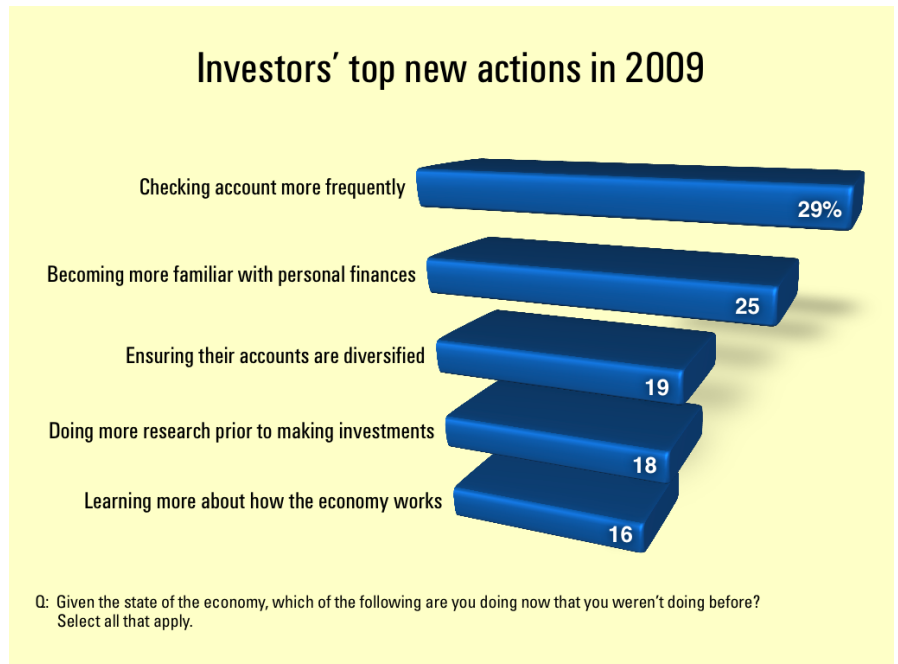 Investors’ top new actions in 2009
Checking account more frequently
29%
Becoming more familiar with personal finances
25
Ensuring their accounts are diversified
19
Doing more research prior to making investments
18
Learning more about how the economy works
16
Q: Given the state of the economy, which of the following are you doing now that you weren’t doing before?
Select all that apply.